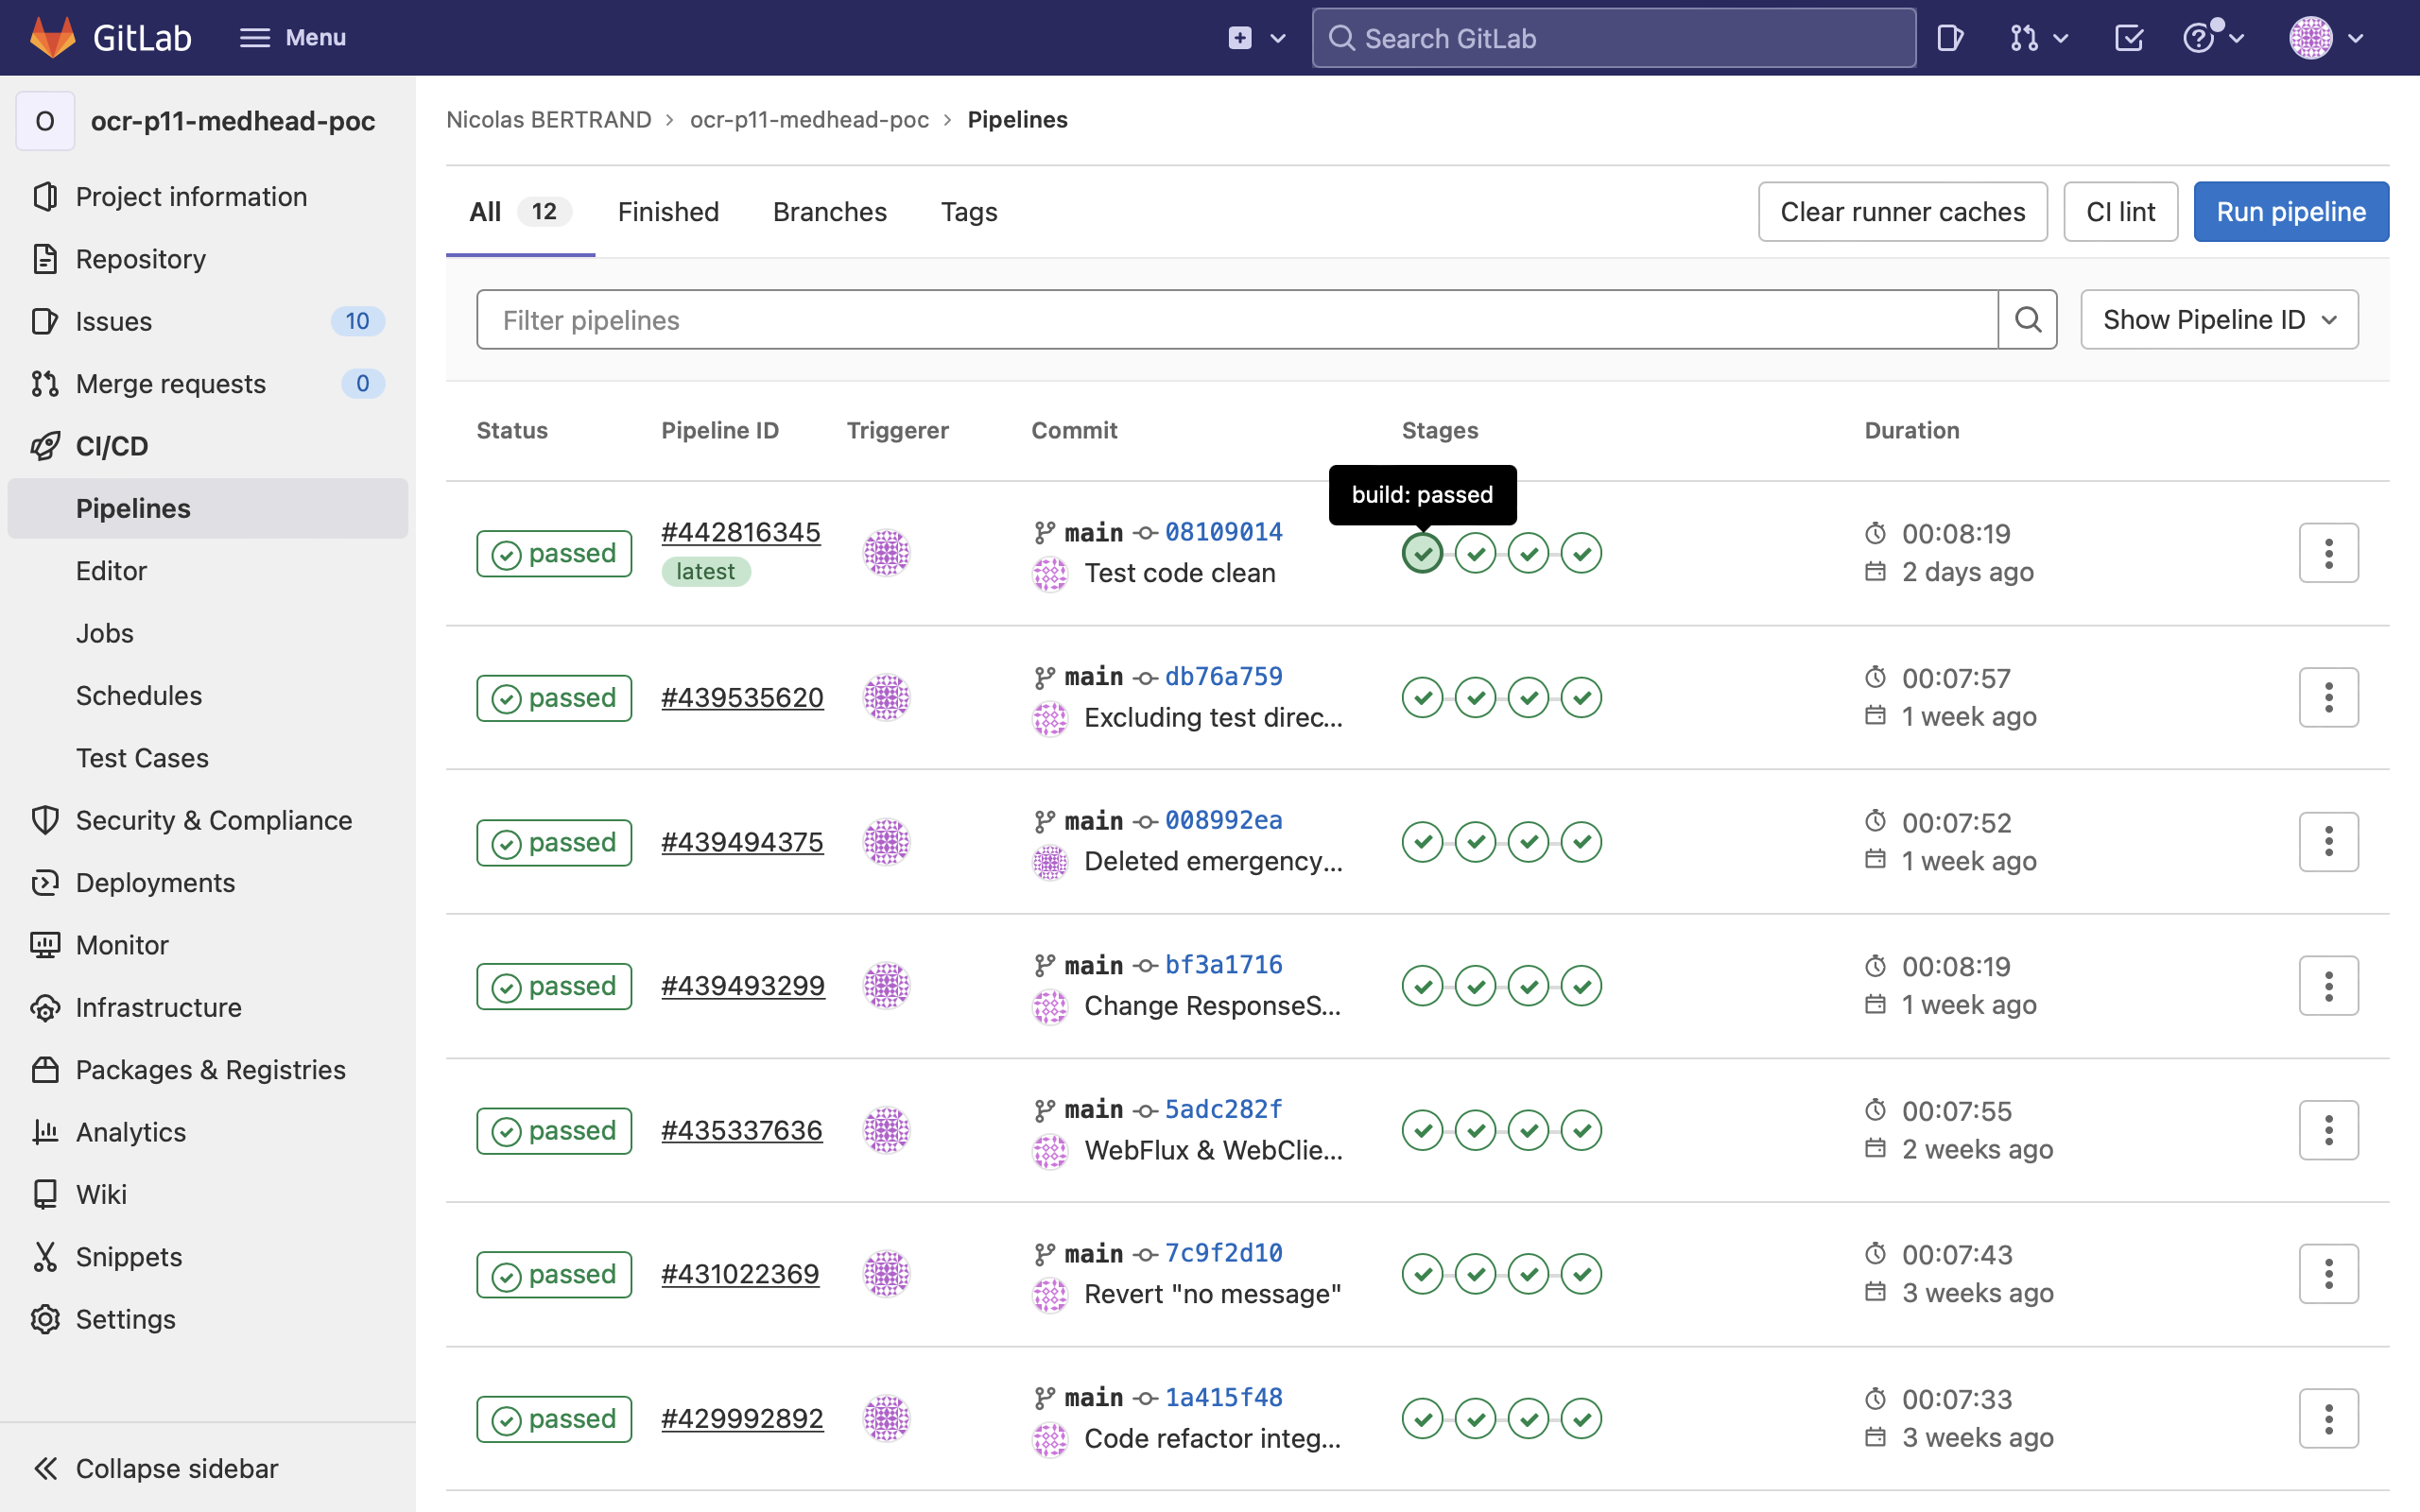 GitLab
Menu
Search GitLab
O
ocr-p11-medhead-poc
Project information
Repository
Issues 10
Merge requests 0
CI/CD
Pipelines
Editor
Jobs
Schedules
Test Cases
Security & Compliance
Deployments
Monitor
Infrastructure
Packages & Registries
Analytics
Wiki
Snippets
Settings
Collapse sidebar
Nicolas BERTRAND > ocr-p11-medhead-poc > Pipelines
All 12 Finished Branches Tags Clear runner caches CI lint Run pipeline
Filter pipelines Show Pipeline ID
Status Pipeline ID Triggerer Commit Stages Duration
build: passed
passed #442816345 main 08109014 00:08:19
latest Test code clean 2 days ago
passed #439535620 main db76a759 00:07:57
Excluding test direc... 1 week ago
passed #439494375 main 008992ea 00:07:52
Deleted emergency... 1 week ago
passed #439493299 main bf3a1716 00:08:19
Change ResponseS... 1 week ago
passed #435337636 main 5adc282f 00:07:55
WebFlux & WebClie... 2 weeks ago
passed #431022369 main 7c9f2d10 00:07:43
Revert "no message" 3 weeks ago
passed #429992892 main 1a415f48 00:07:33
Code refactor integ... 3 weeks ago